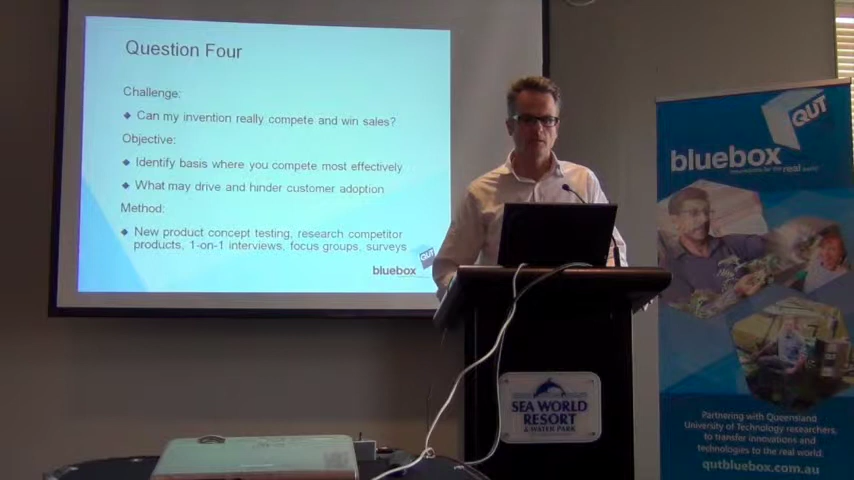 Question Four
Challenge:
Can my invention really compete and win sales?
Objective:
Identify basis where you compete most effectively
What may drive and hinder customer adoption
Method:
New product concept testing, research competitor
products, 1-on-1 interviews, focus groups, surveys
QUT
bluebox
SEA WORLD
RESORT
& WATER PARK
QUT
bluebox
innovations for the real world
Partnering with Queensland
University of Technology researchers,
to transfer innovations and
technologies to the real world.
qutbluebox.com.au